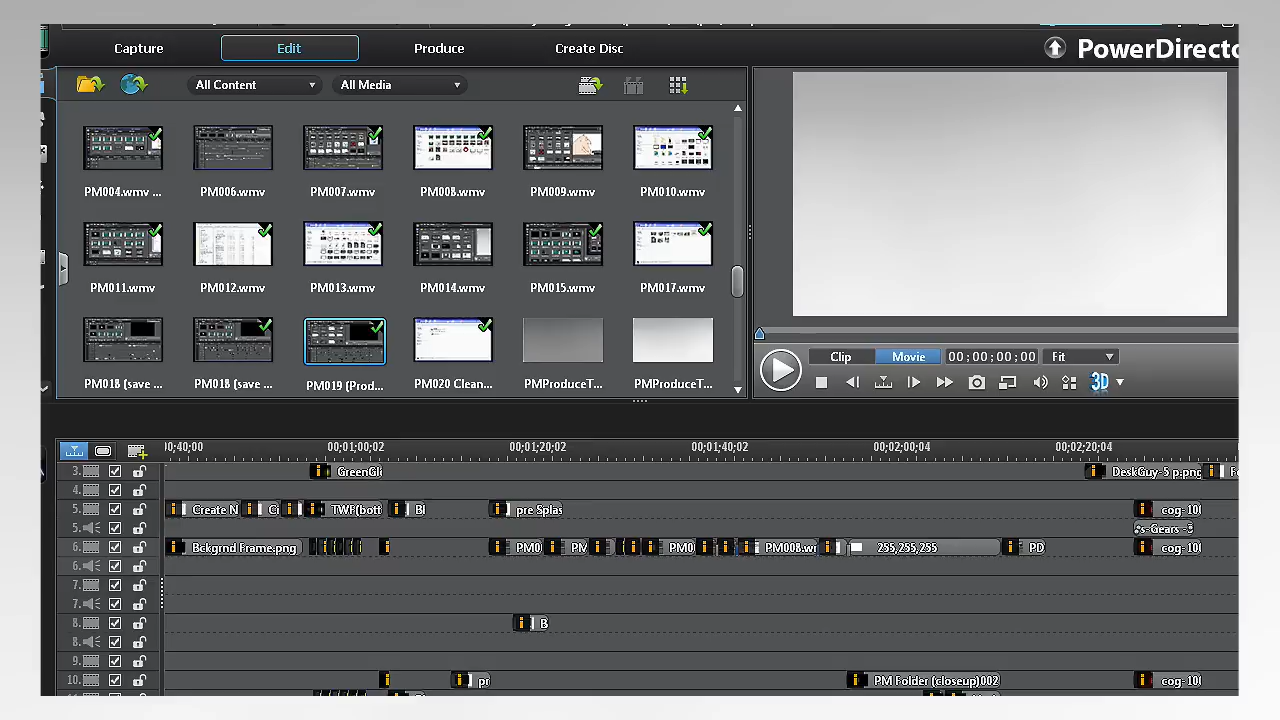 Capture Edit Produce Create Disc PowerDirecto
All Content All Media
PM004.wmv ... PM006.wmv PM007.wmv PM008.wmv PM009.wmv PM010.wmv
PM011.wmv PM012.wmv PM013.wmv PM014.wmv PM015.wmv PM017.wmv
PM018 (save ... PM018 (save ... PM019 (Prod... PM020 Clean... PMProduceT... PMProduceT...
Clip Movie 00;00;00;00 Fit
3D
00;40;00 00;01;00;02 00;01;20;02 00;01;40;02 00;02;00;04 00;02;20;04
3. GreenGli DeskGuy-5 p.png
4.
5. Create N TWF(bott pre Splas cog-10
5. s-Gears -5
6. Bckgrnd Frame.png PM0 PM PM0 PM008.wm 255,255,255 PD cog-10
6.
7.
7.
8. B
8.
9.
10. pr PM Folder (closeup)002 cog-10